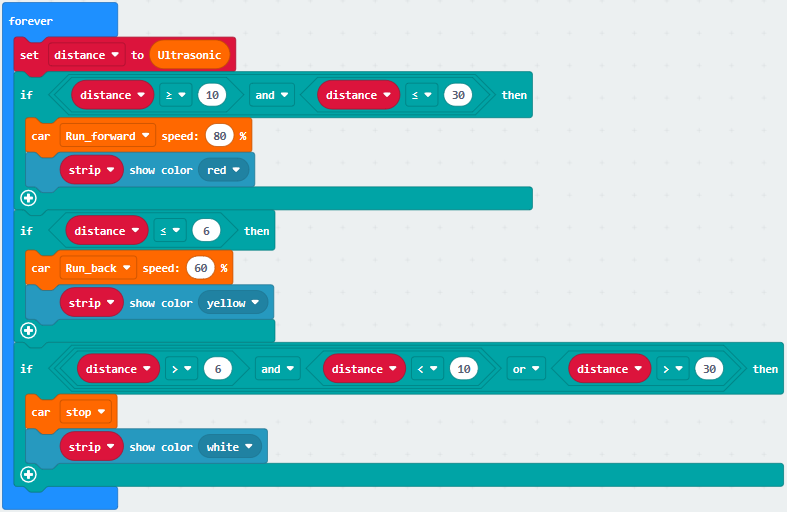 forever
set distance to Ultrasonic
if distance ≥ 10 and distance ≤ 30 then
car Run_forward speed: 80 %
strip show color red
if distance ≤ 6 then
car Run_back speed: 60 %
strip show color yellow
if distance > 6 and distance < 10 or distance > 30 then
car stop
strip show color white